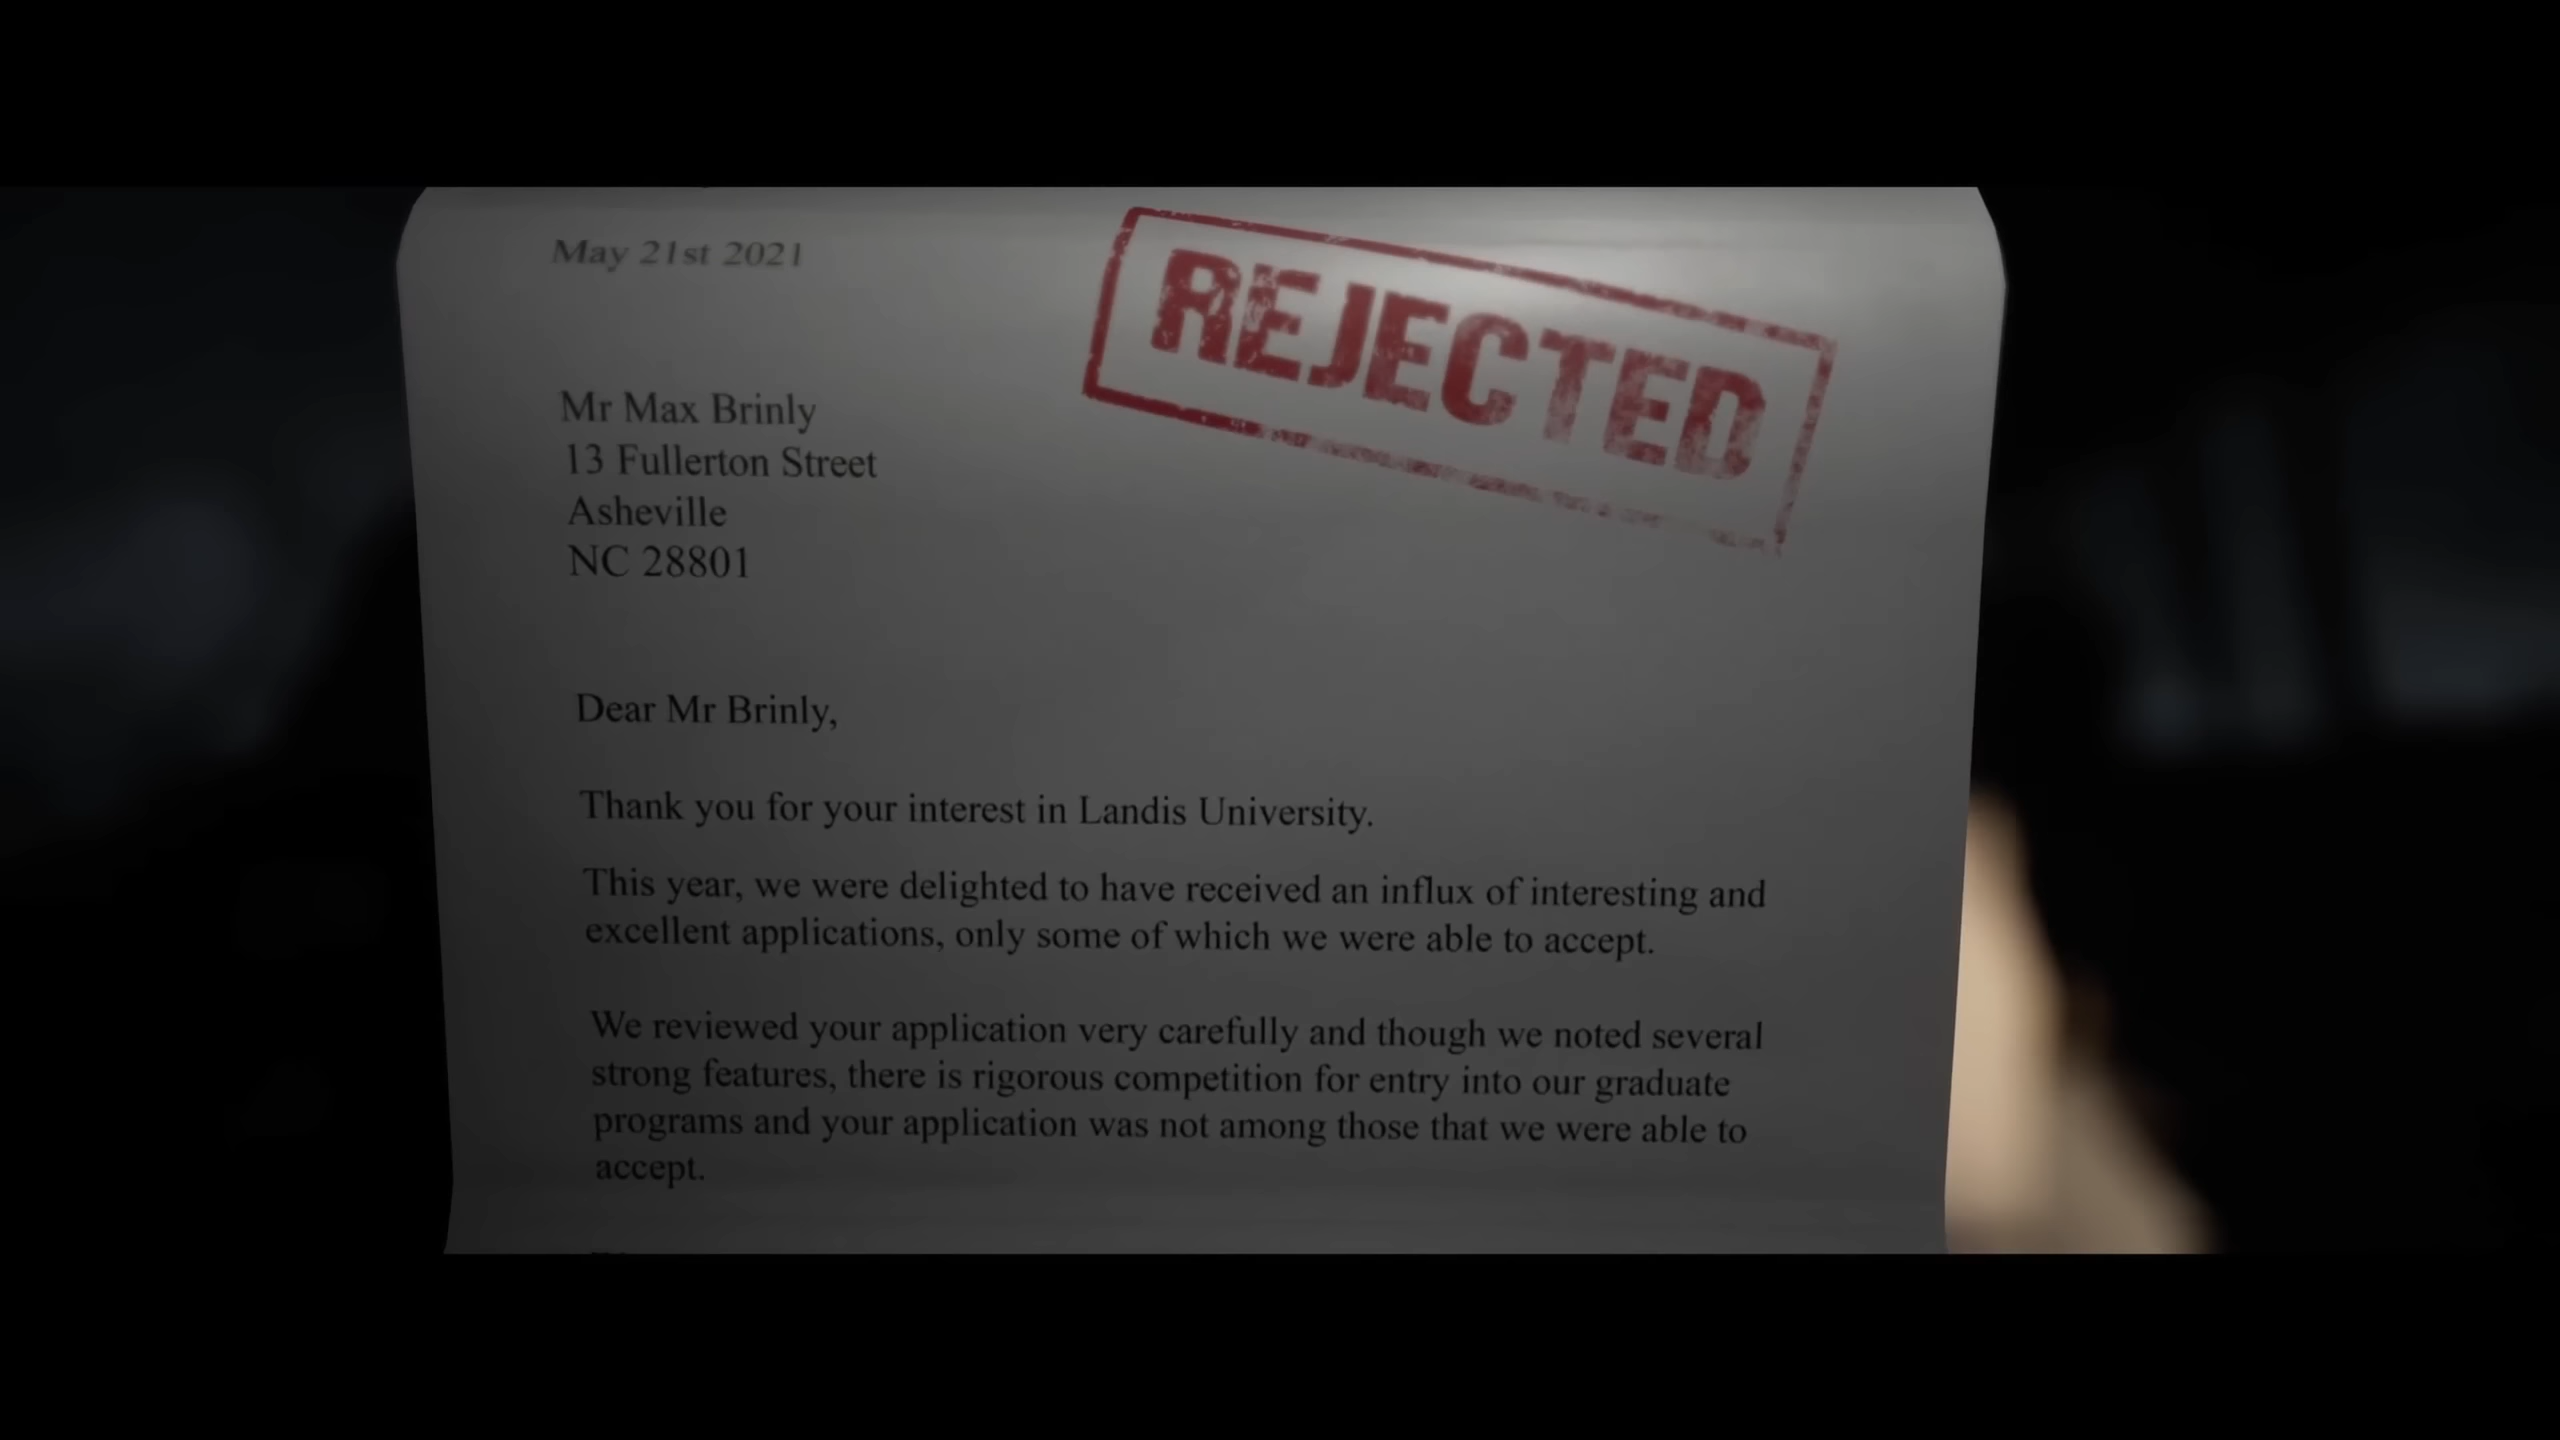 May 21st 2021
REJECTED
Mr Max Brinly
13 Fullerton Street
Asheville
NC 28801
Dear Mr Brinly,
Thank you for your interest in Landis University.
This year, we were delighted to have received an influx of interesting and
excellent applications, only some of which we were able to accept.
We reviewed your application very carefully and though we noted several
strong features, there is rigorous competition for entry into our graduate
programs and your application was not among those that we were able to
accept.